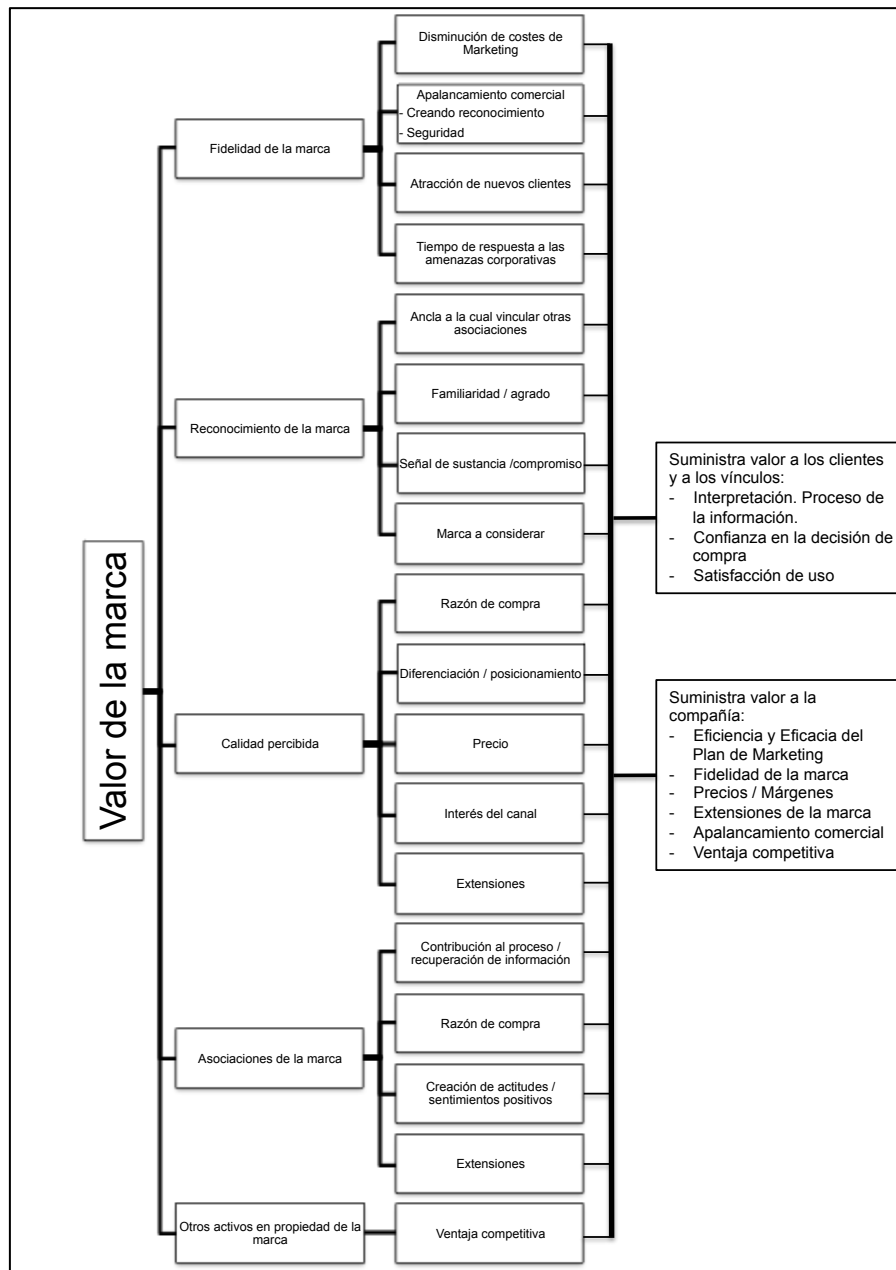 Valor de la marca
Fidelidad de la marca
Disminución de costes de
Marketing
Apalancamiento comercial
- Creando reconocimiento
- Seguridad
Atracción de nuevos clientes
Tiempo de respuesta a las
amenazas corporativas
Reconocimiento de la marca
Ancla a la cual vincular otras
asociaciones
Familiaridad / agrado
Señal de sustancia /compromiso
Marca a considerar
Calidad percibida
Razón de compra
Diferenciación / posicionamiento
Precio
Interés del canal
Extensiones
Asociaciones de la marca
Contribución al proceso /
recuperación de información
Razón de compra
Creación de actitudes /
sentimientos positivos
Extensiones
Otros activos en propiedad de la
marca
Ventaja competitiva
Suministra valor a los clientes
y a los vínculos:
- Interpretación. Proceso de
la información.
- Confianza en la decisión de
compra
- Satisfacción de uso
Suministra valor a la
compañía:
- Eficiencia y Eficacia del
Plan de Marketing
- Fidelidad de la marca
- Precios / Márgenes
- Extensiones de la marca
- Apalancamiento comercial
- Ventaja competitiva